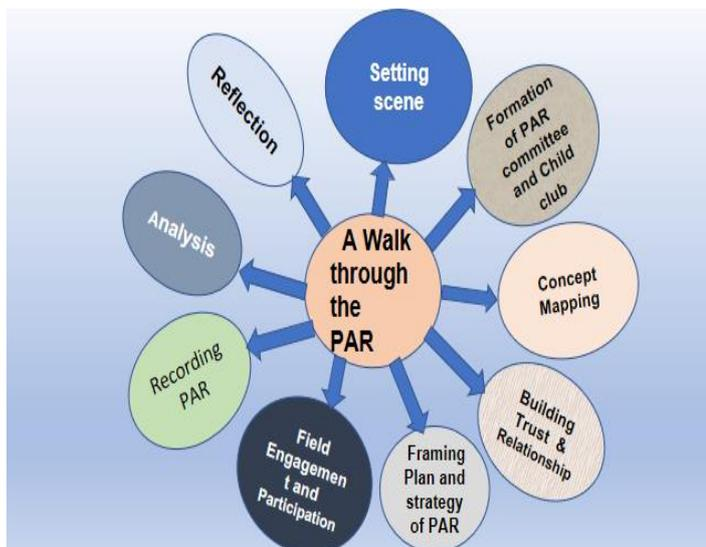 Setting
scene
Formation
of PAR
committee
and Child
club
Concept
Mapping
Building
Trust &
Relationship
Framing
Plan and
strategy
of PAR
Field
Engagemen
t and
Participation
Recording
PAR
Analysis
Reflection
A Walk
through
the
PAR